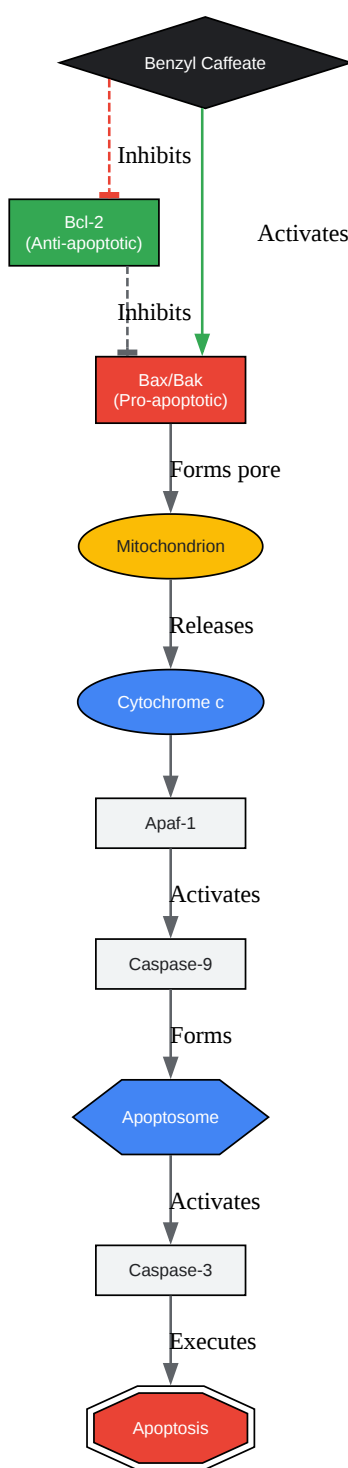 Benzyl Caffeate
Inhibits
Activates
Bcl-2
(Anti-apoptotic)
Inhibits
Bax/Bak
(Pro-apoptotic)
Forms pore
Mitochondrion
Releases
Cytochrome c
Apaf-1
Activates
Caspase-9
Forms
Apoptosome
Activates
Caspase-3
Executes
Apoptosis